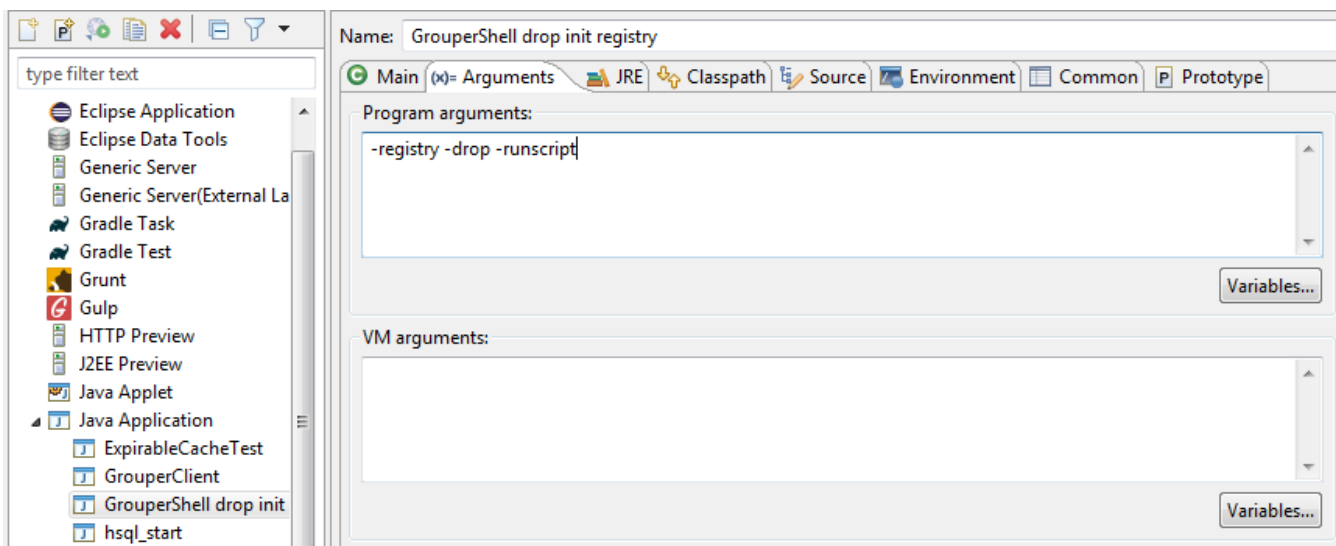 Name: GrouperShell drop init registry
type filter text
Main (x)= Arguments JRE Classpath Source Environment Common P Prototype
Eclipse Application
Eclipse Data Tools
Generic Server
Generic Server(External La
Gradle Task
Gradle Test
Grunt
Gulp
HTTP Preview
J2EE Preview
Java Applet
Java Application
ExpirableCacheTest
GrouperClient
GrouperShell drop init
hsql_start
Program arguments:
-registry -drop -runscript
Variables...
VM arguments:
Variables...